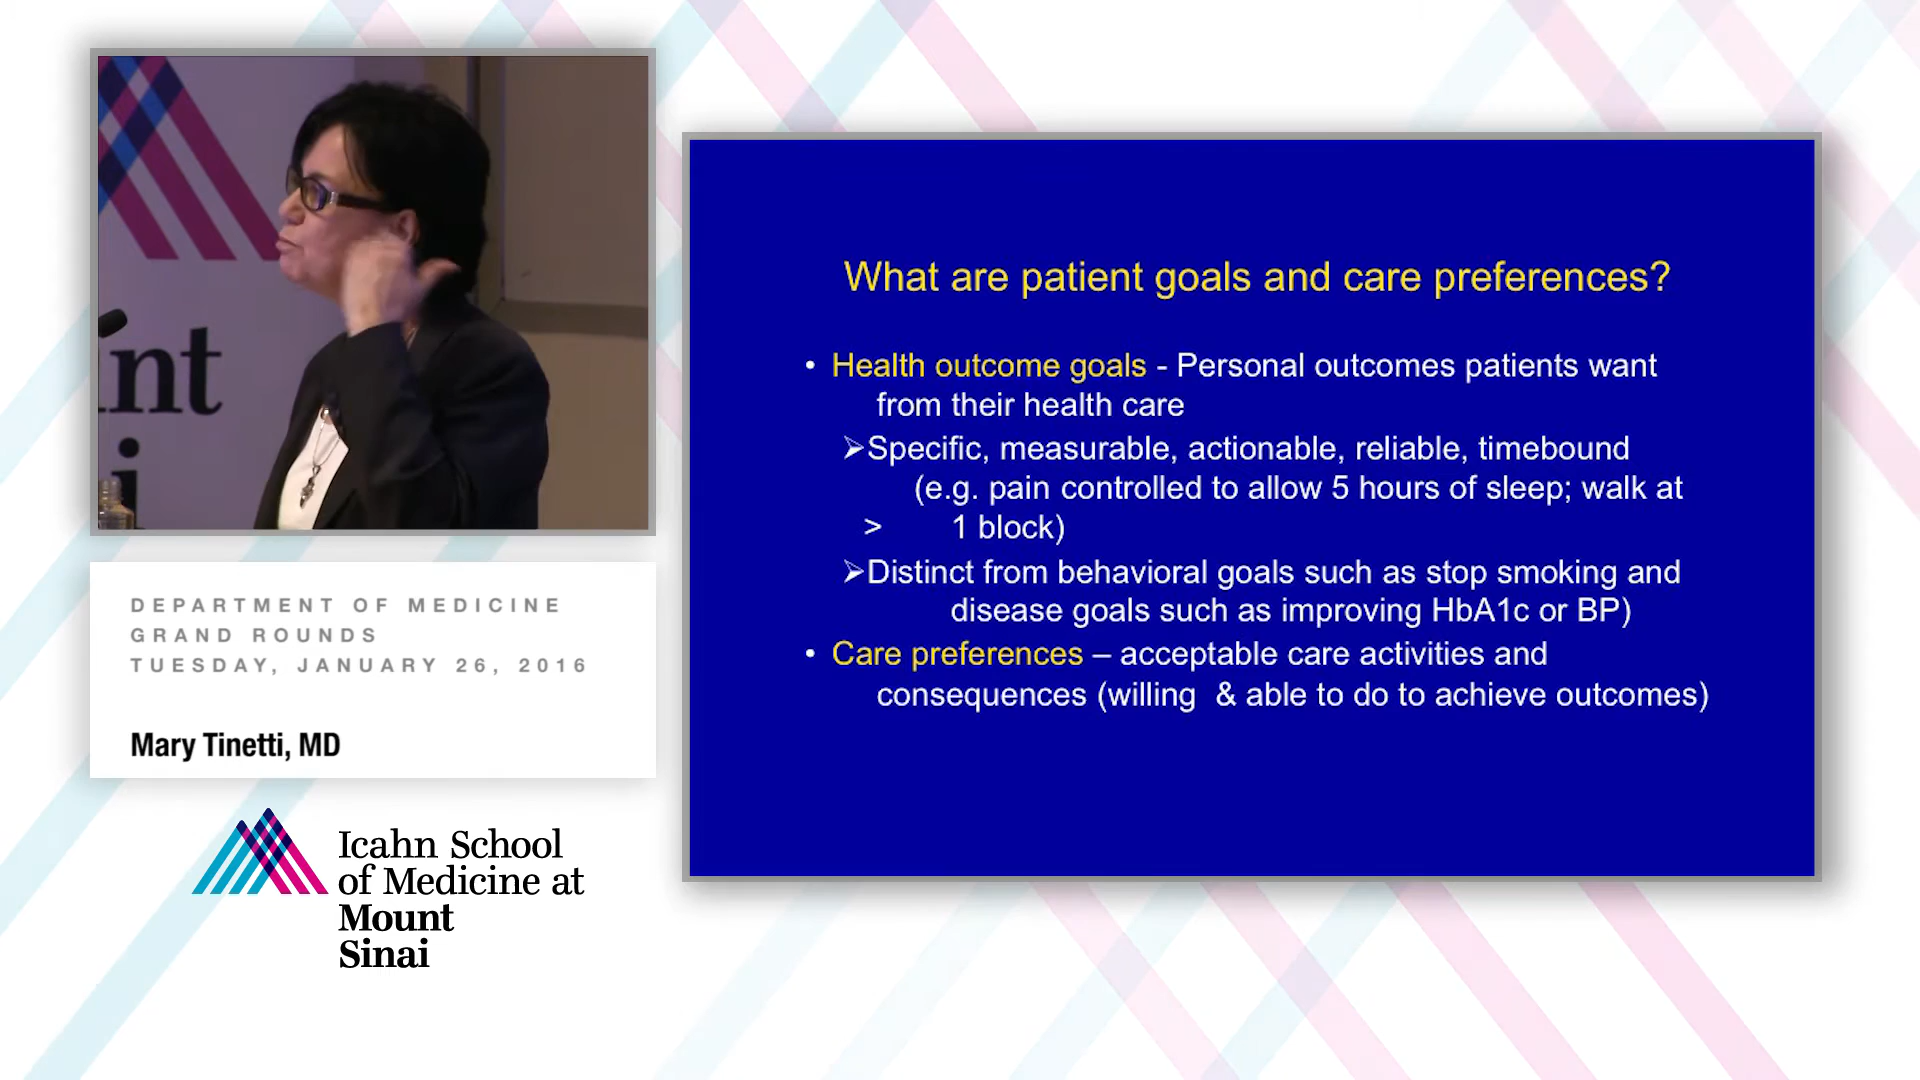 nt
i
DEPARTMENT OF MEDICINE
GRAND ROUNDS
TUESDAY, JANUARY 26, 2016
Mary Tinetti, MD
Icahn School
of Medicine at
Mount
Sinai
What are patient goals and care preferences?
• Health outcome goals - Personal outcomes patients want
from their health care
➢Specific, measurable, actionable, reliable, timebound
(e.g. pain controlled to allow 5 hours of sleep; walk at
> 1 block)
➢Distinct from behavioral goals such as stop smoking and
disease goals such as improving HbA1c or BP)
• Care preferences – acceptable care activities and
consequences (willing & able to do to achieve outcomes)